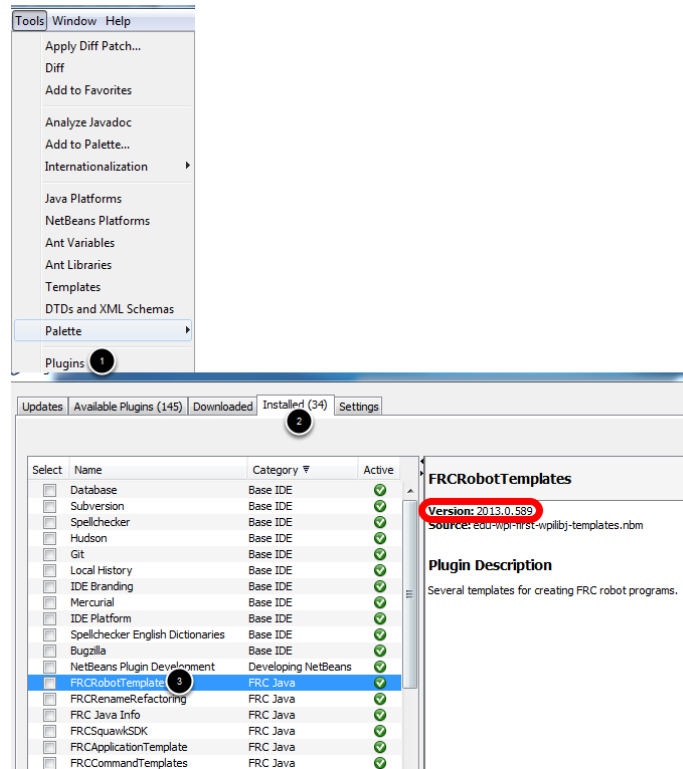 Tools Window Help
Apply Diff Patch...
Diff
Add to Favorites
Analyze Javadoc
Add to Palette...
Internationalization
Java Platforms
NetBeans Platforms
Ant Variables
Ant Libraries
Templates
DTDs and XML Schemas
Palette
Plugins 1
Updates Available Plugins (145) Downloaded Installed (34) Settings
2
Select Name Category Active
Database Base IDE
Subversion Base IDE
Spellchecker Base IDE
Hudson Base IDE
Git Base IDE
Local History Base IDE
IDE Branding Base IDE
Mercurial Base IDE
IDE Platform Base IDE
Spellchecker English Dictionaries Base IDE
Bugzilla Base IDE
NetBeans Plugin Development Developing NetBeans
FRCRobotTemplate 3 FRC Java
FRCRenameRefactoring FRC Java
FRC Java Info FRC Java
FRCSquawkSDK FRC Java
FRCApplicationTemplate FRC Java
FRCCommandTemplates FRC Java
FRCRobotTemplates
Version: 2013.0.589
Source: edu-wpi-first-wpilibj-templates.nbm
Plugin Description
Several templates for creating FRC robot programs.